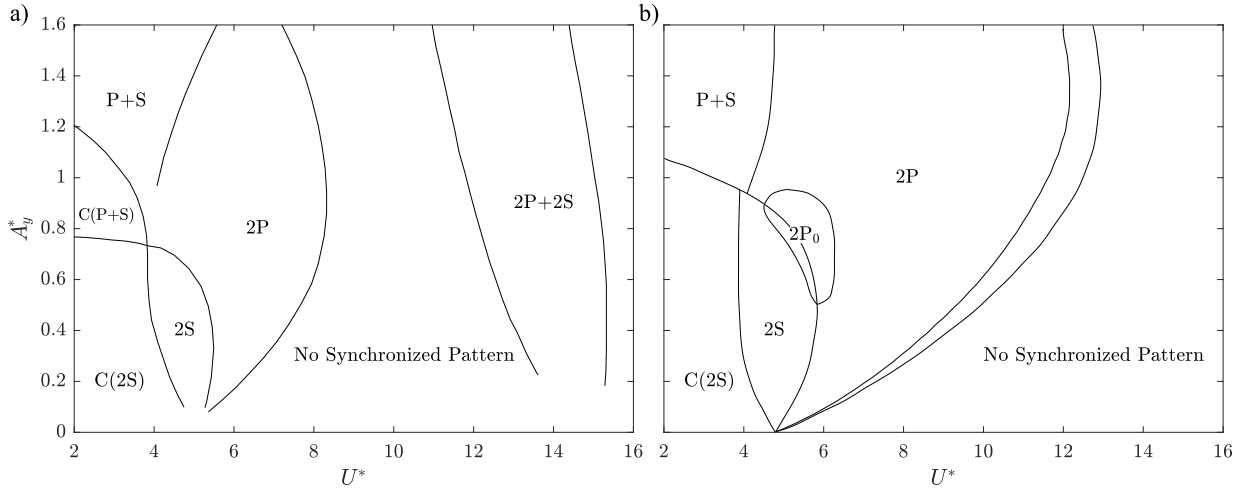 a)
1.6
1.4
1.2
1
0.8
0.6
0.4
0.2
0
A*y
P+S
C(P+S)
2P
2P+2S
2S
C(2S)
No Synchronized Pattern
2 4 6 8 10 12 14 16
U*
b)
P+S
2P
2P0
2S
C(2S)
No Synchronized Pattern
2 4 6 8 10 12 14 16
U*